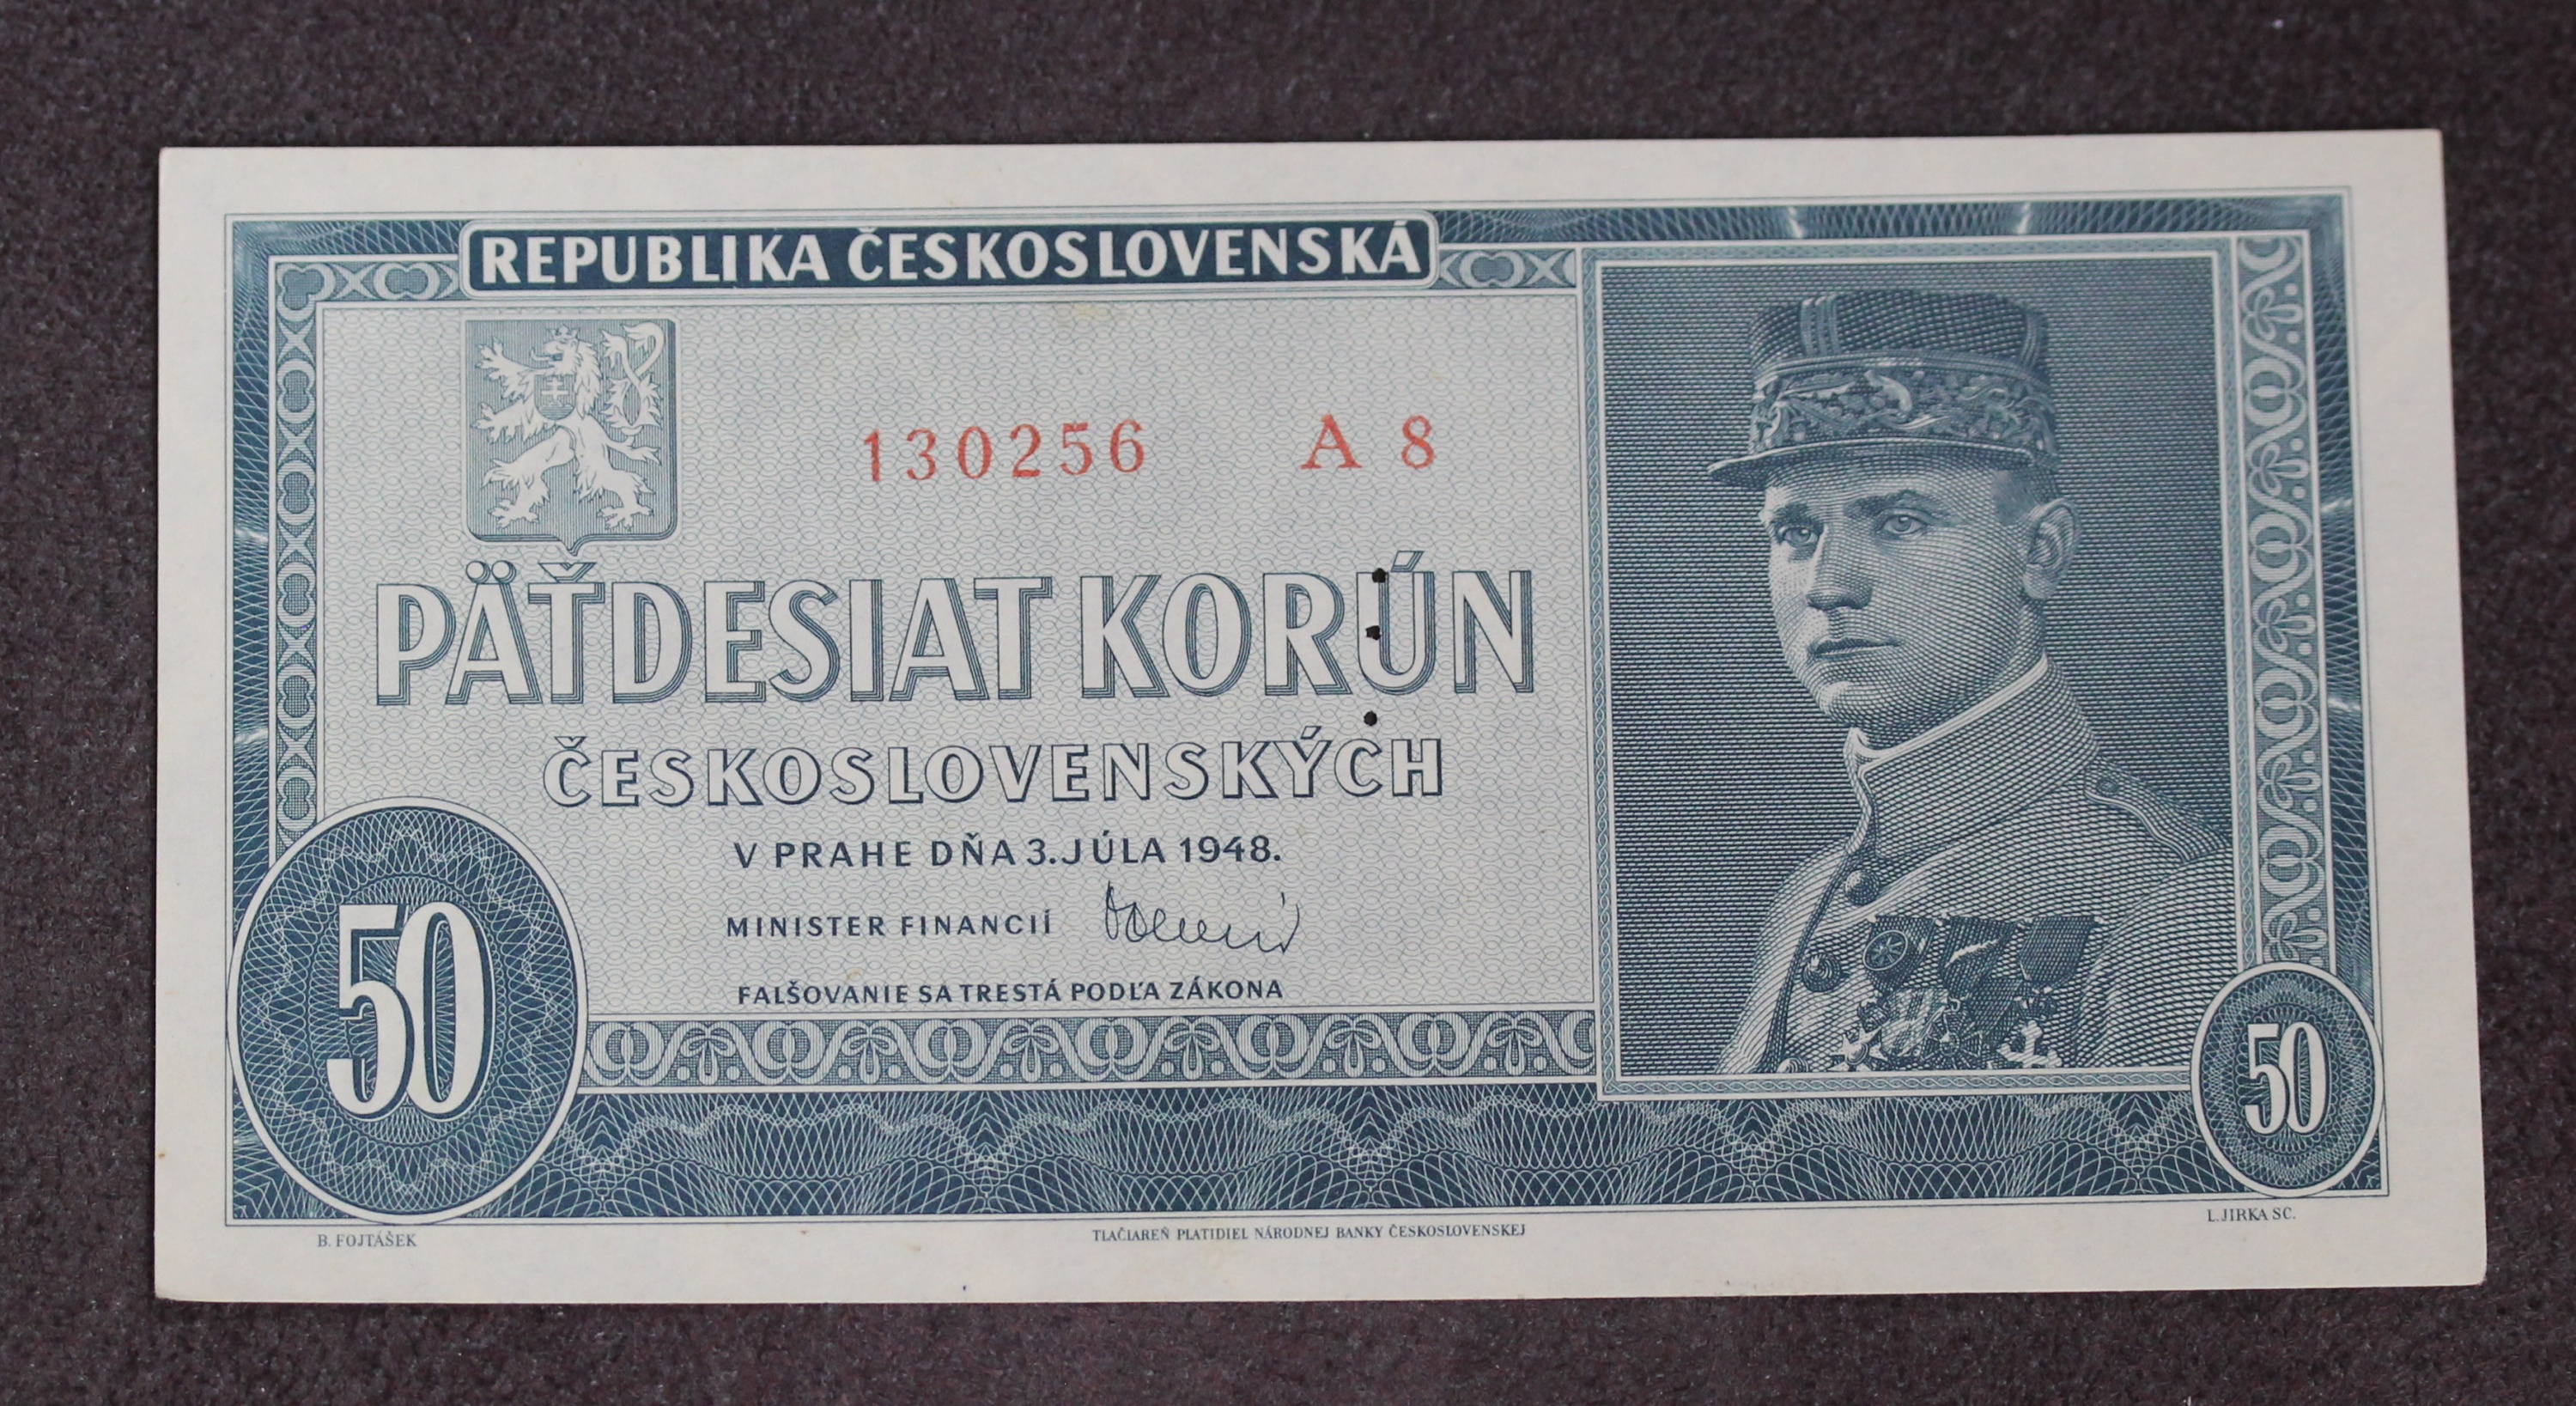 REPUBLIKA ČESKOSLOVENSKÁ
130256 A 8
PÄŤDESIAT KORÚN
ČESKOSLOVENSKÝCH
V PRAHE DŇA 3. JÚLA 1948.
MINISTER FINANCIÍ
FALŠOVANIE SA TRESTÁ PODĽA ZÁKONA
50
50
B. FOJTÁŠEK
TLAČIAREŇ PLATIDIEL NÁRODNEJ BANKY ČESKOSLOVENSKEJ
L. JIRKA SC.